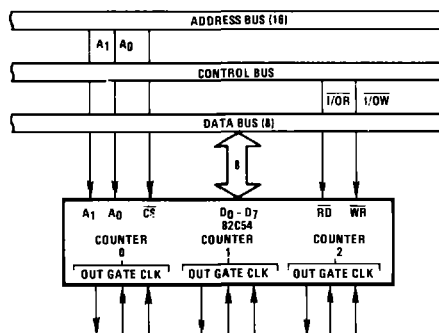 ADDRESS BUS (16)
A1 A0
CONTROL BUS
I/OR I/OW
DATA BUS (8)
8
A1 A0 CS D0 - D7 RD WR
82C54
COUNTER COUNTER COUNTER
0 1 2
OUT GATE CLK OUT GATE CLK OUT GATE CLK